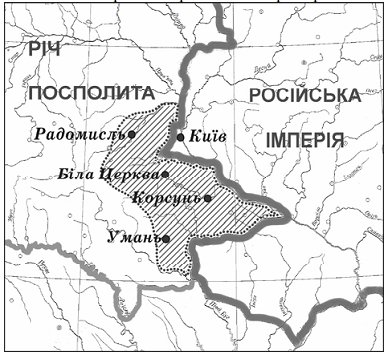 РІЧ
ПОСПОЛИТА
РОСІЙСЬКА
ІМПЕРІЯ
Радомисль
Київ
Біла Церква
Корсунь
Умань